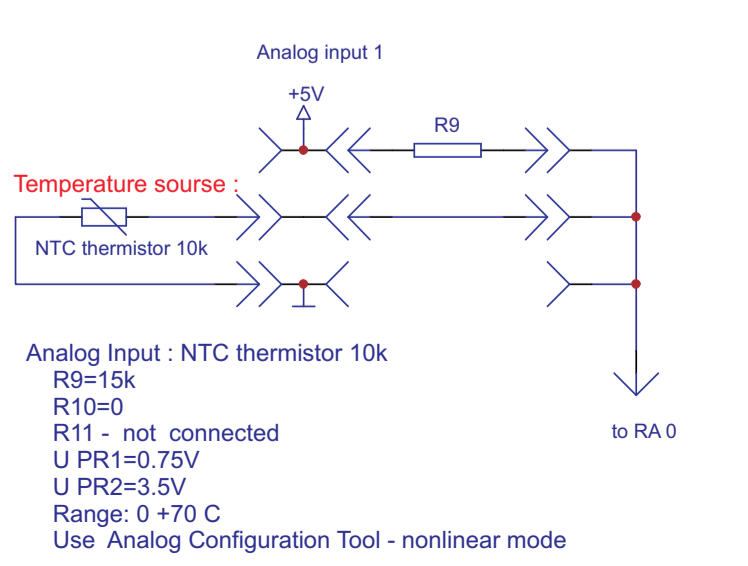 Analog input 1
+5V
R9
Temperature sourse :
NTC thermistor 10k
Analog Input : NTC thermistor 10k
R9=15k
R10=0
R11 - not connected
to RA 0
U PR1=0.75V
U PR2=3.5V
Range: 0 +70 C
Use Analog Configuration Tool - nonlinear mode